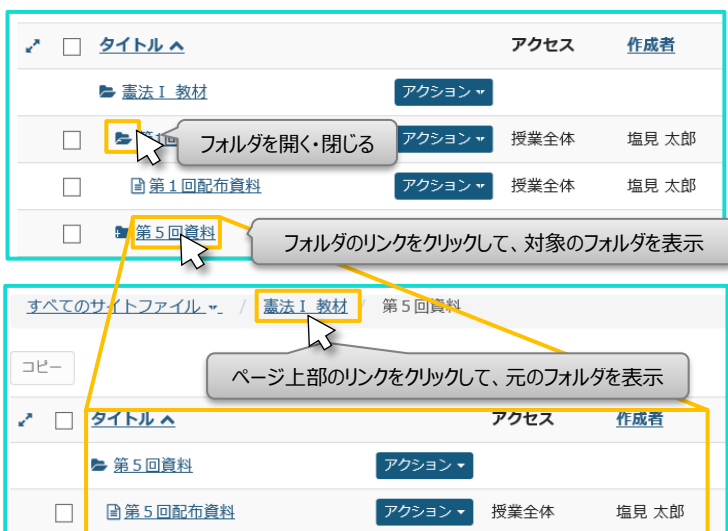 タイトル ヘ アクセス 作成者
憲法Ⅰ 教材 アクション
第1回 アクション 授業全体 塩見 太郎
フォルダを開く・閉じる
第１回配布資料 アクション 授業全体 塩見 太郎
第５回資料
フォルダのリンクをクリックして、対象のフォルダを表示
すべてのサイトファイル / 憲法Ⅰ 教材 / 第５回資料
コピー
ページ上部のリンクをクリックして、元のフォルダを表示
タイトル ヘ アクセス 作成者
第５回資料 アクション
第５回配布資料 アクション 授業全体 塩見 太郎